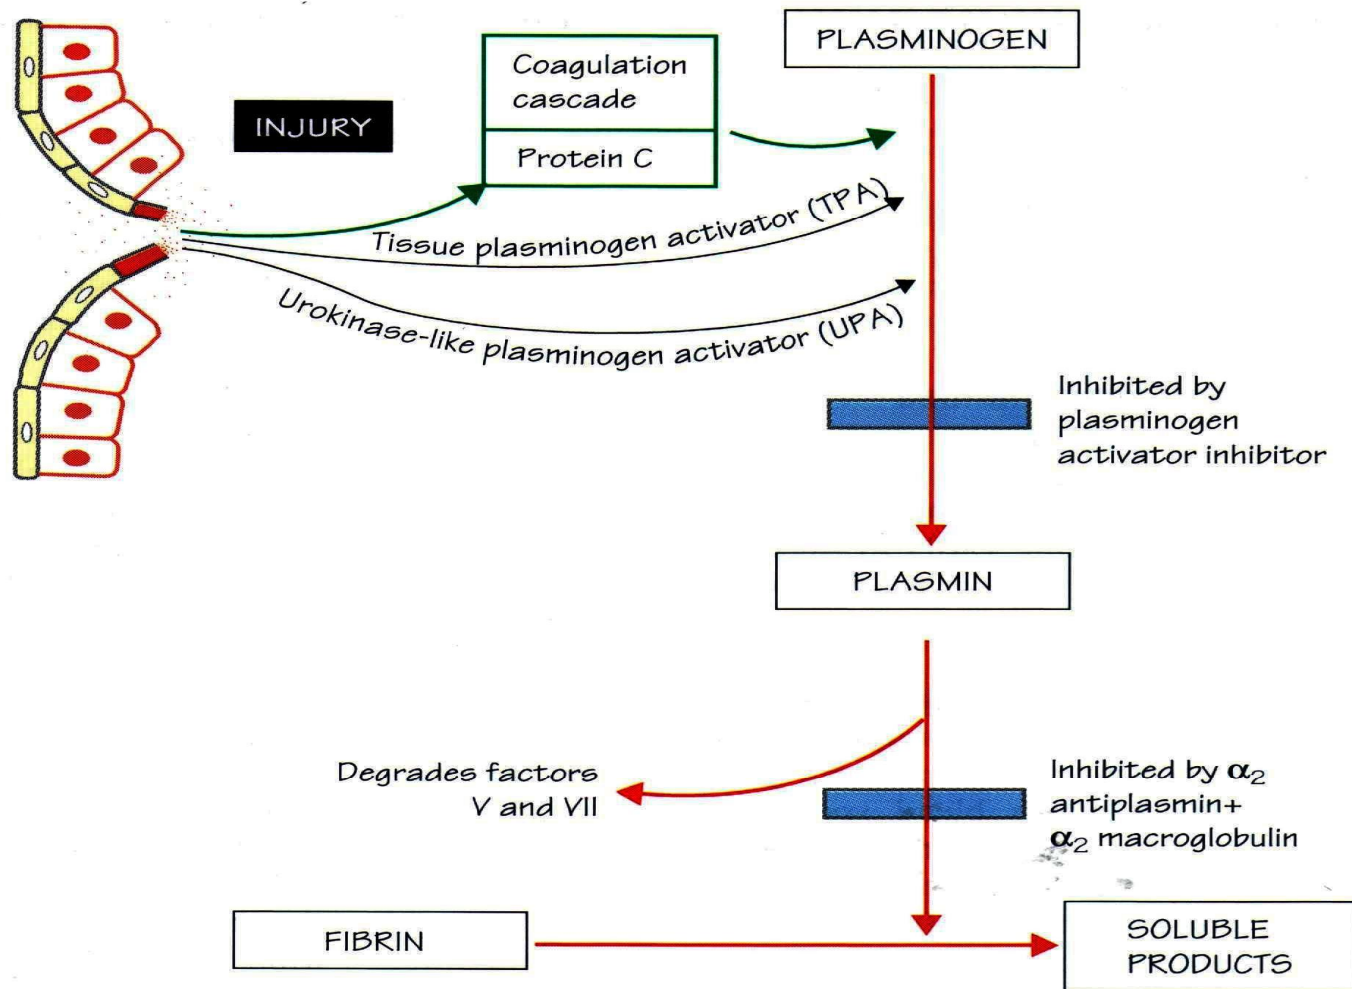 PLASMINOGEN
Coagulation
cascade
INJURY
Protein C
Tissue plasminogen activator (TPA)
Urokinase-like plasminogen activator (UPA)
Inhibited by
plasminogen
activator inhibitor
PLASMIN
Degrades factors
V and VII
Inhibited by α₂
antiplasmin+
α₂ macroglobulin
FIBRIN
SOLUBLE
PRODUCTS